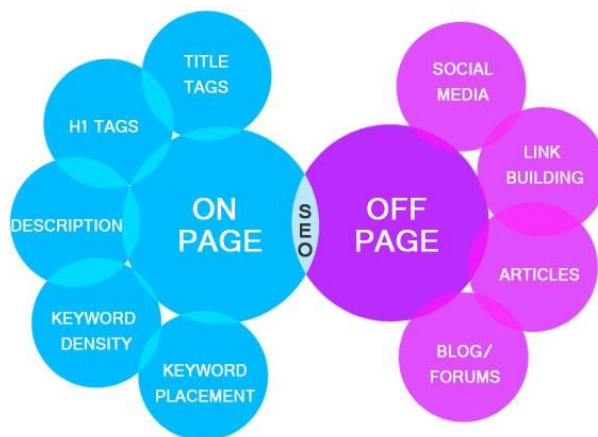 TITLE
TAGS
H1 TAGS
DESCRIPTION
KEYWORD
DENSITY
KEYWORD
PLACEMENT
ON
PAGE
SEO
OFF
PAGE
SOCIAL
MEDIA
LINK
BUILDING
ARTICLES
BLOG/
FORUMS